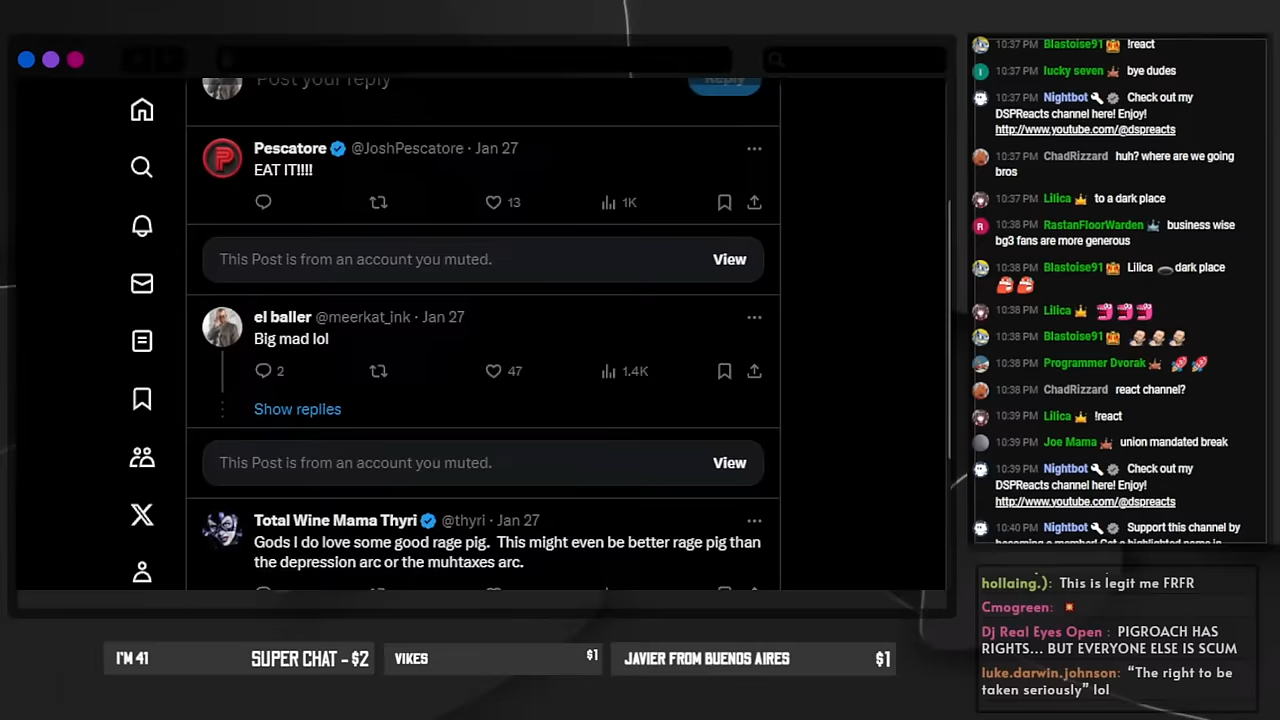 Post your reply
Reply
Pescatore @JoshPescatore · Jan 27
EAT IT!!!!
13
1K
This Post is from an account you muted.
View
el baller @meerkat_ink · Jan 27
Big mad lol
2
47
1.4K
Show replies
This Post is from an account you muted.
View
Total Wine Mama Thyri @thyri · Jan 27
Gods I do love some good rage pig. This might even be better rage pig than
the depression arc or the muhtaxes arc.
10:37 PM Blastoise91 !react
10:37 PM lucky seven bye dudes
10:37 PM Nightbot Check out my
DSPReacts channel here! Enjoy!
http://www.youtube.com/@dspreacts
10:37 PM ChadRizzard huh? where are we going
bros
10:37 PM Lilica to a dark place
10:38 PM RastanFloorWarden business wise
bg3 fans are more generous
10:38 PM Blastoise91 Lilica dark place
10:38 PM Lilica
10:38 PM Blastoise91
10:38 PM Programmer Dvorak
10:38 PM ChadRizzard react channel?
10:39 PM Lilica !react
10:39 PM Joe Mama union mandated break
10:39 PM Nightbot Check out my
DSPReacts channel here! Enjoy!
http://www.youtube.com/@dspreacts
10:40 PM Nightbot Support this channel by
becoming a member! Get a highlighted name in
hollaing.): This is legit me FRFR
Cmogreen:
Dj Real Eyes Open : PIGROACH HAS
RIGHTS... BUT EVERYONE ELSE IS SCUM
luke.darwin.johnson: “The right to be
taken seriously” lol
I'M 41 SUPER CHAT - $2
VIKES $1
JAVIER FROM BUENOS AIRES $1